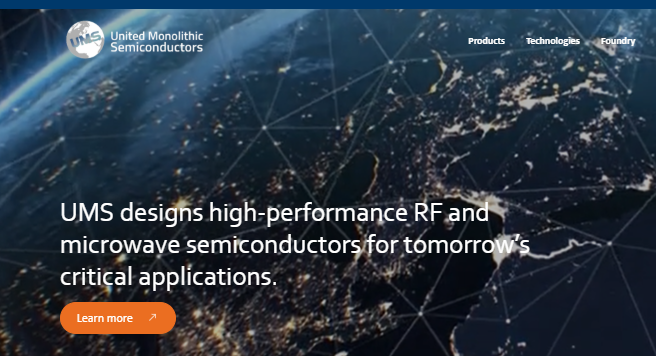 UMS
United Monolithic
Semiconductors
Products Technologies Foundry
UMS designs high-performance RF and
microwave semiconductors for tomorrow's
critical applications.
Learn more